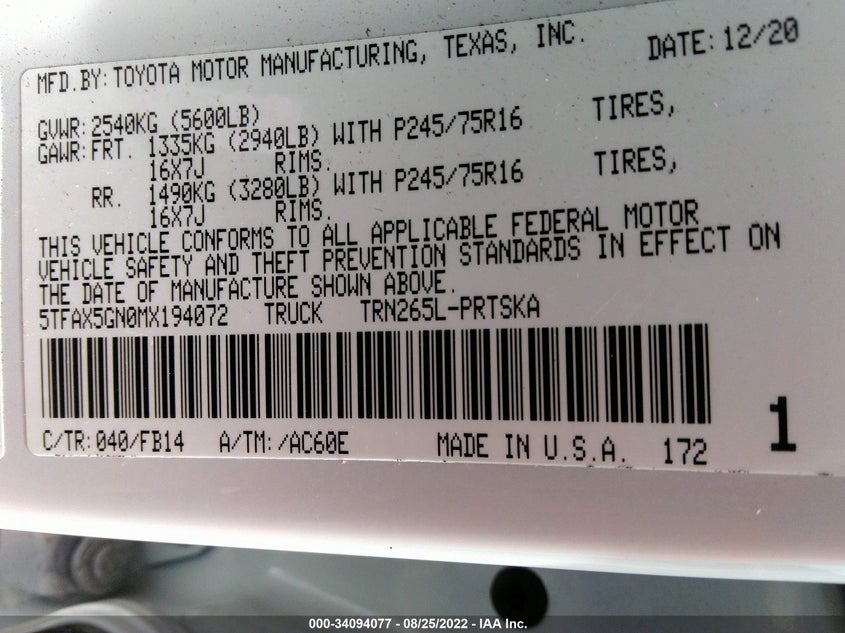 MFD.BY:TOYOTA MOTOR MANUFACTURING, TEXAS, INC. DATE:12/20
GVWR:2540KG (5600LB)
GAWR:FRT. 1335KG (2940LB) WITH P245/75R16 TIRES,
16X7J RIMS.
RR. 1490KG (3280LB) WITH P245/75R16 TIRES,
16X7J RIMS.
THIS VEHICLE CONFORMS TO ALL APPLICABLE FEDERAL MOTOR
VEHICLE SAFETY AND THEFT PREVENTION STANDARDS IN EFFECT ON
THE DATE OF MANUFACTURE SHOWN ABOVE.
5TFAX5GN0MX194072 TRUCK TRN265L-PRTSKA
C/TR:040/FB14 A/TM:/AC60E MADE IN U.S.A. 172 1
000-34094077 - 08/25/2022 - IAA Inc.